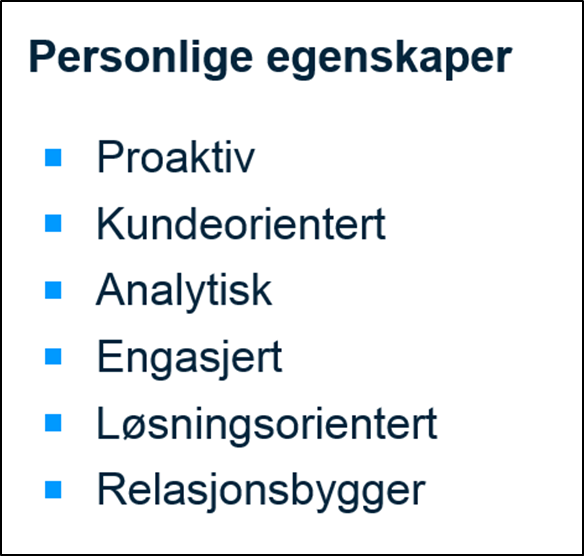 Personlige egenskaper
Proaktiv
Kundeorientert
Analytisk
Engasjert
Løsningsorientert
Relasjonsbygger